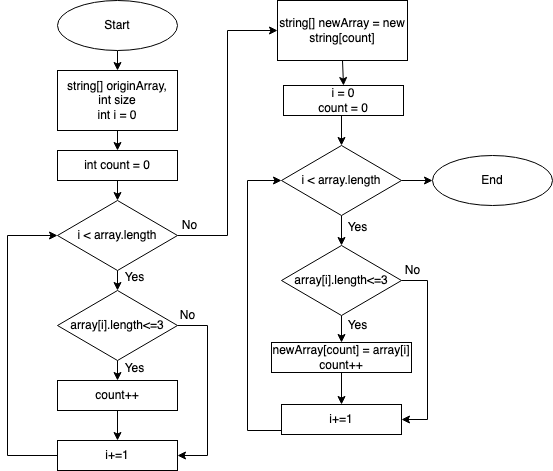 Start
string[] originArray,
int size
int i = 0
int count = 0
i < array.length
No
Yes
array[i].length<=3
No
Yes
count++
i+=1
string[] newArray = new
string[count]
i = 0
count = 0
i < array.length
End
Yes
array[i].length<=3
No
Yes
newArray[count] = array[i]
count++
i+=1